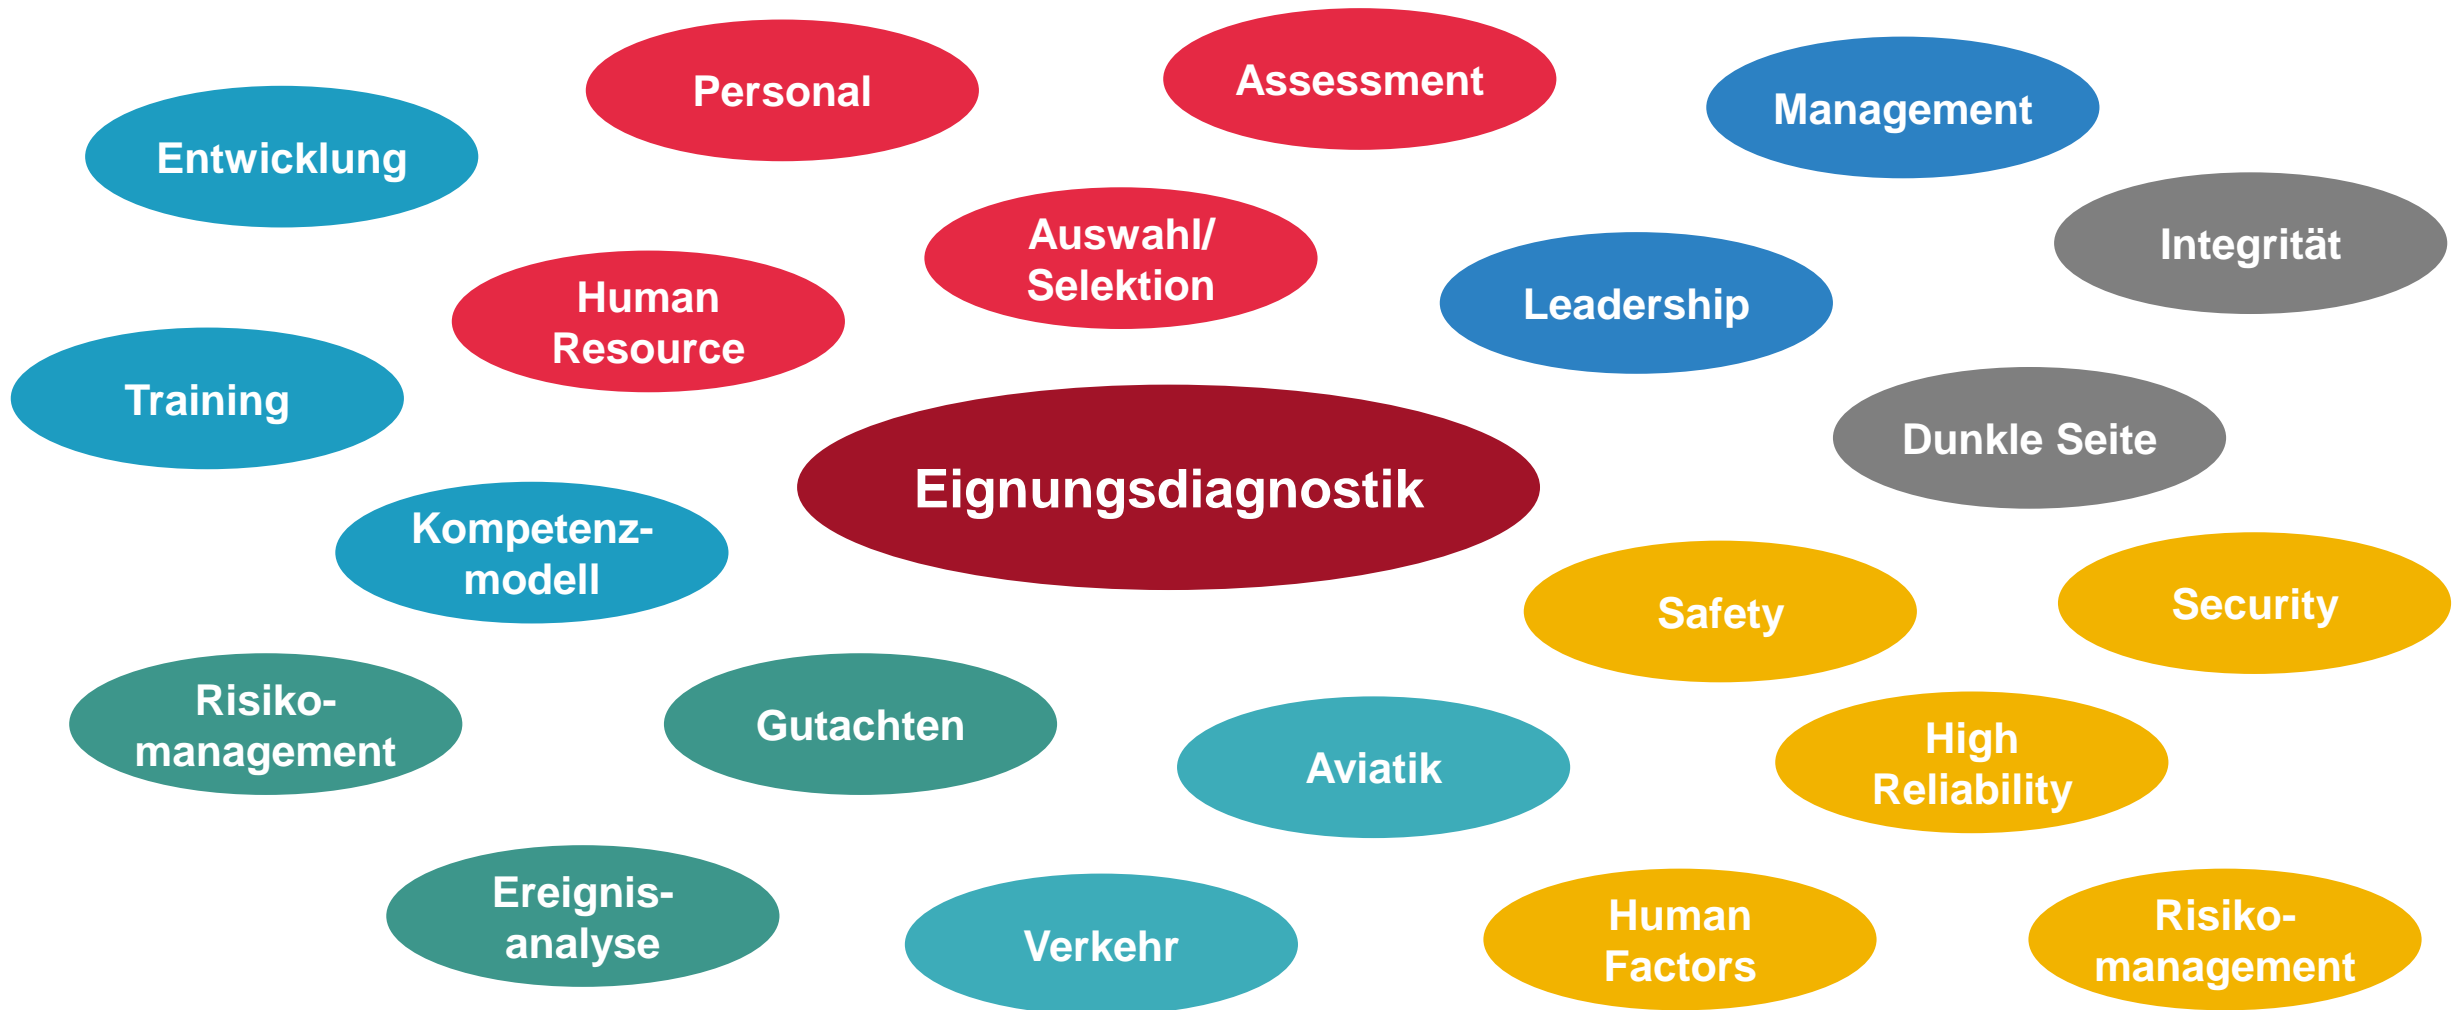 Personal
Assessment
Management
Entwicklung
Auswahl/
Selektion
Integrität
Human
Resource
Leadership
Training
Dunkle Seite
Eignungsdiagnostik
Kompetenz-
modell
Safety
Security
Risiko-
management
Gutachten
Aviatik
High
Reliability
Ereignis-
analyse
Verkehr
Human
Factors
Risiko-
management